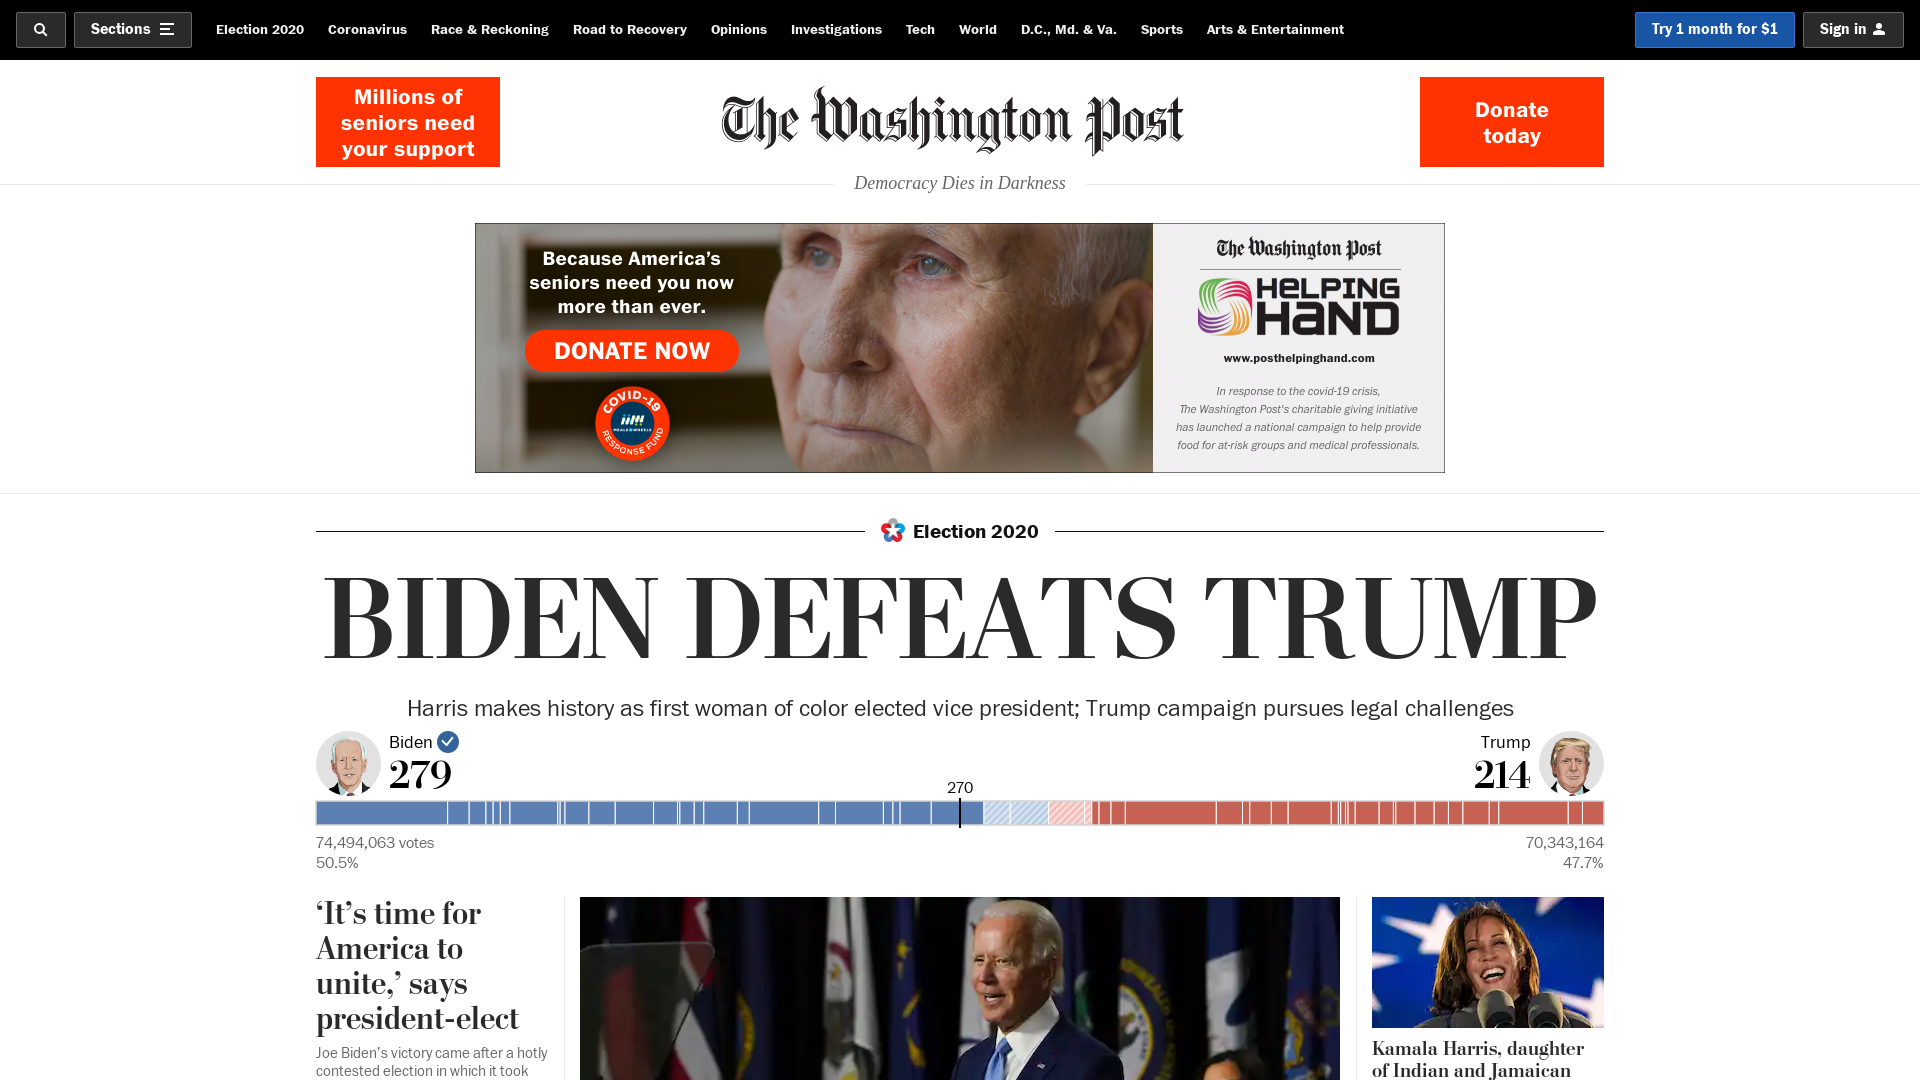 Sections
Election 2020
Coronavirus
Race & Reckoning
Road to Recovery
Opinions
Investigations
Tech
World
D.C., Md. & Va.
Sports
Arts & Entertainment
Try 1 month for $1
Sign in
Millions of
seniors need
your support
The Washington Post
Donate
today
Democracy Dies in Darkness
Because America’s
seniors need you now
more than ever.
DONATE NOW
COVID-19
MEALS ON WHEELS
RESPONSE FUND
The Washington Post
HELPING
HAND
www.posthelpinghand.com
In response to the covid-19 crisis,
The Washington Post's charitable giving initiative
has launched a national campaign to help provide
food for at-risk groups and medical professionals.
Election 2020
BIDEN DEFEATS TRUMP
Harris makes history as first woman of color elected vice president; Trump campaign pursues legal challenges
Biden
279
270
Trump
214
74,494,063 votes
50.5%
70,343,164
47.7%
‘It’s time for
America to
unite,’ says
president-elect
Joe Biden’s victory came after a hotly
contested election in which it took
Kamala Harris, daughter
of Indian and Jamaican